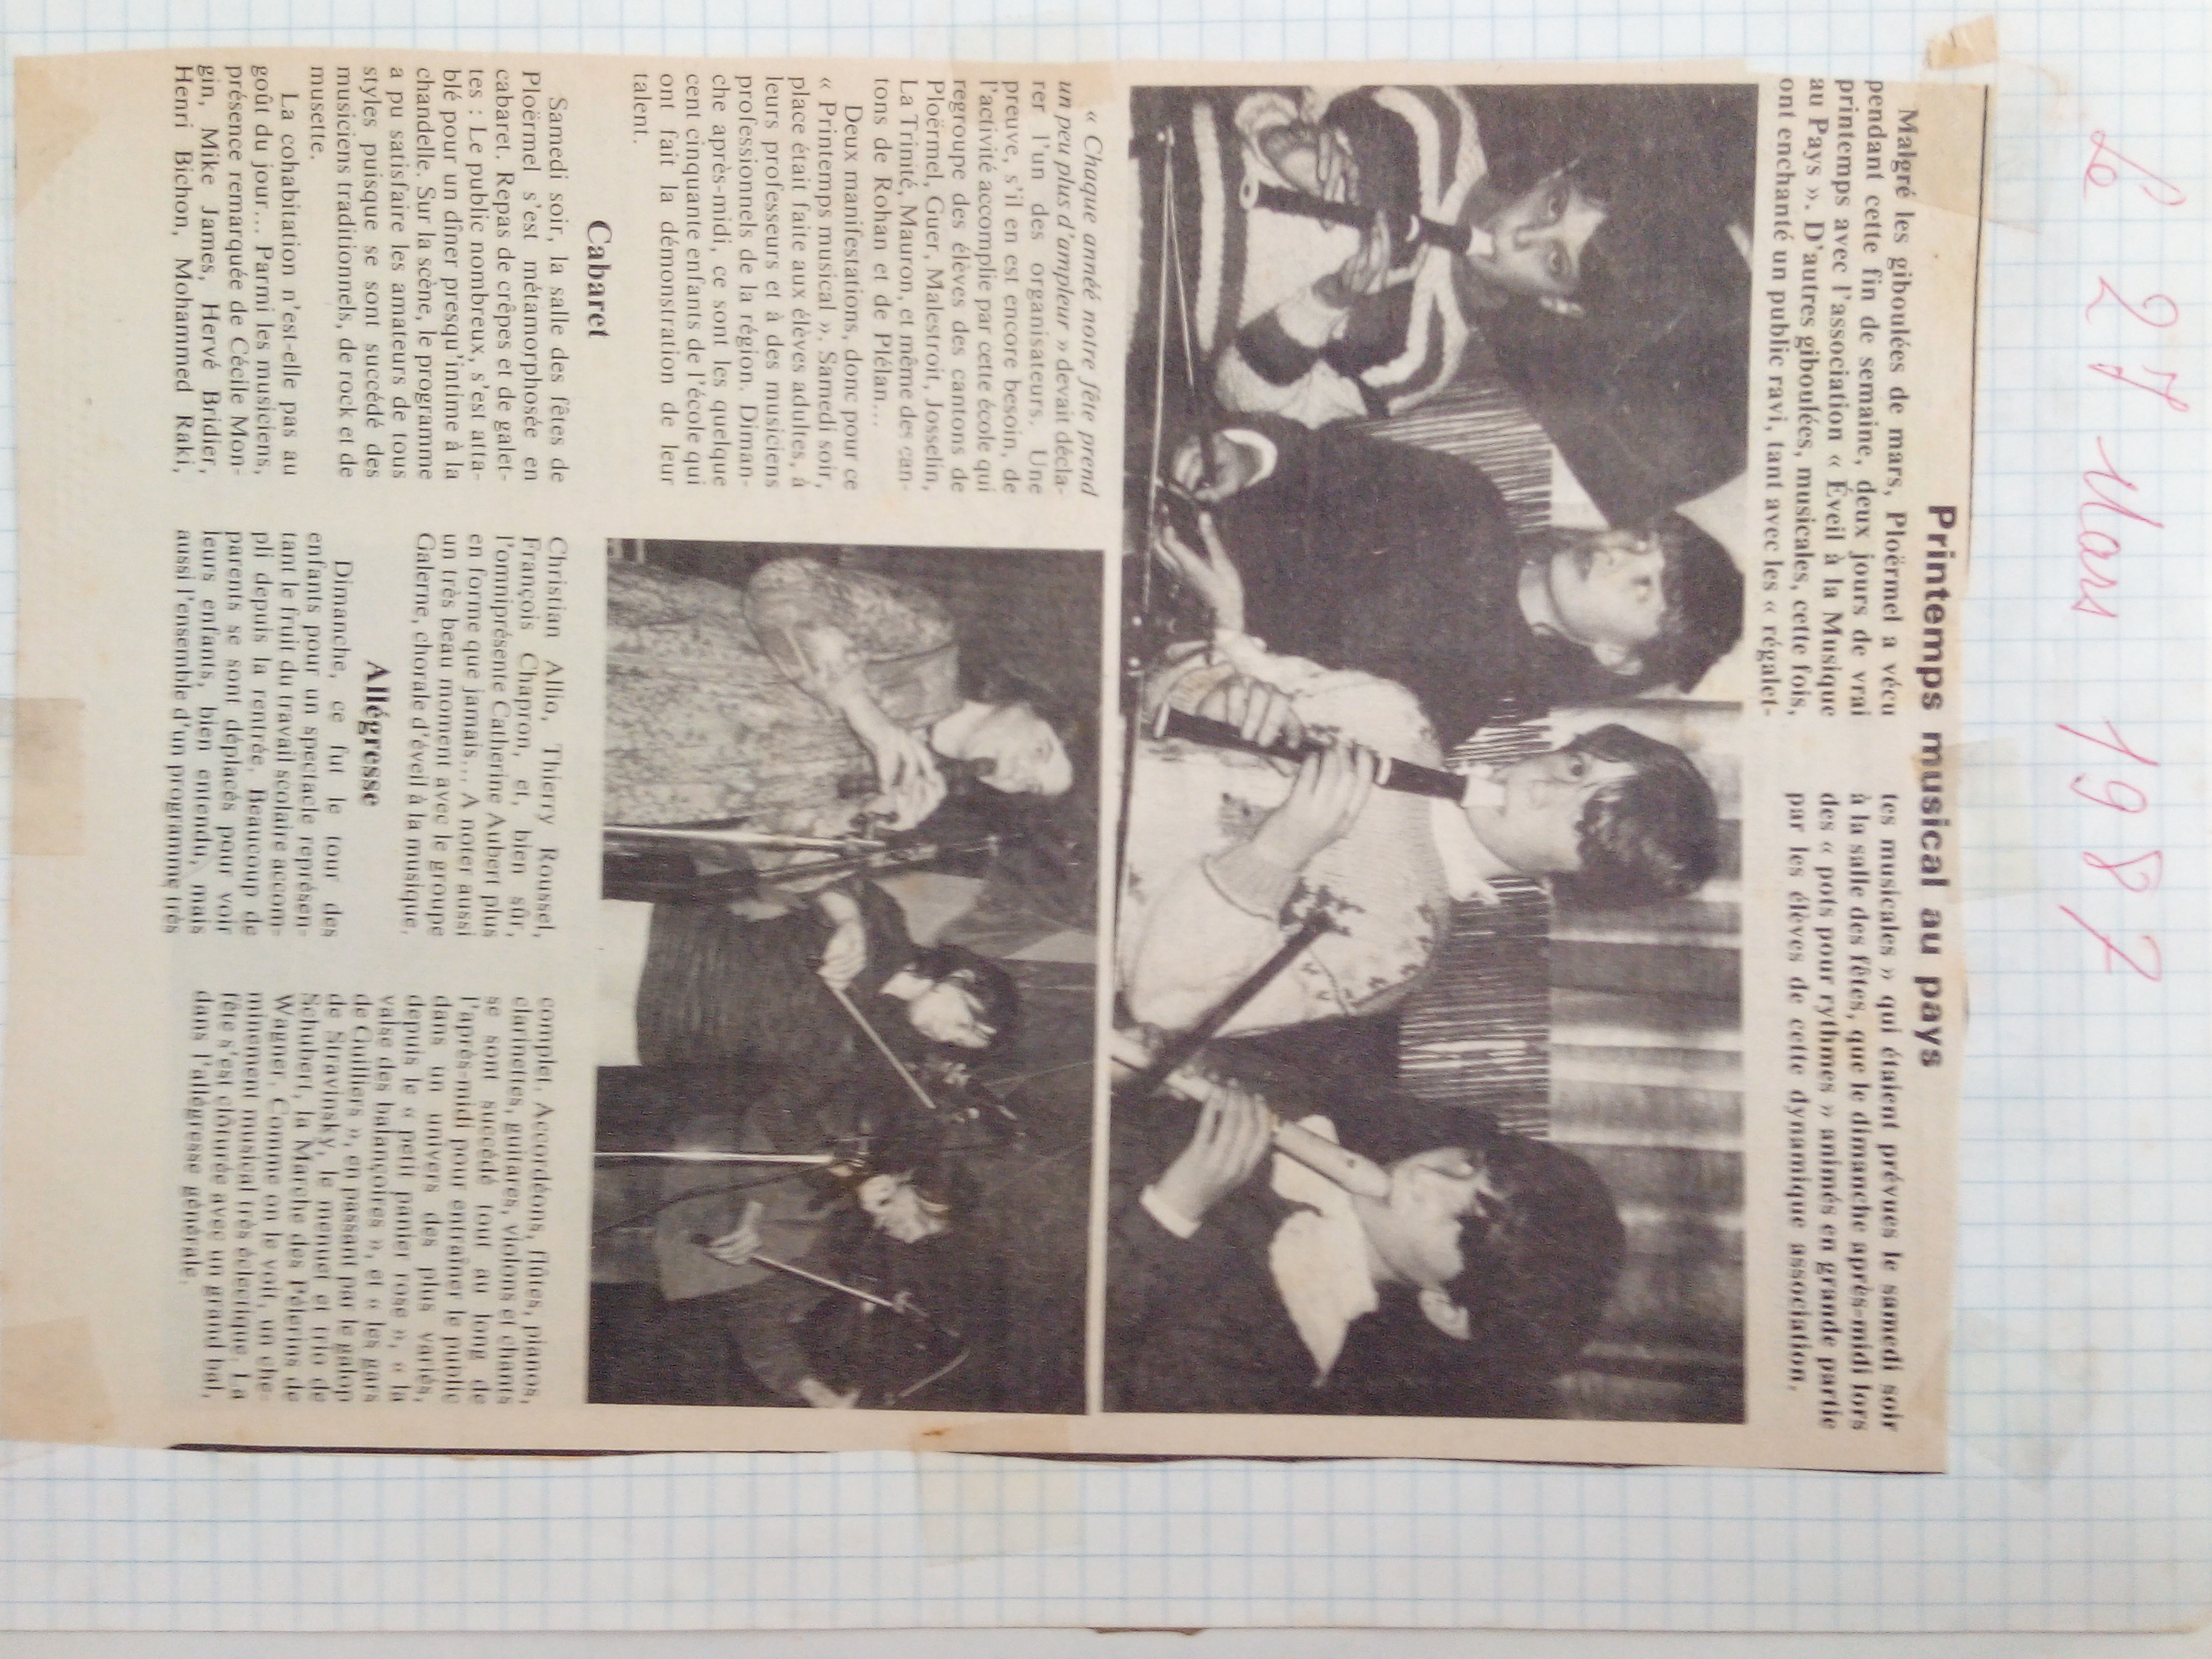 Le 27 Mars 1987
Printemps musical au pays
Malgré les giboulées de mars, Ploërmel a vécu
pendant cette fin de semaine, deux jours de vrai
printemps avec l'association « Éveil à la Musique
au Pays ». D'autres giboulées, musicales, cette fois,
ont enchanté un public ravi, tant avec les « régalet-
tes musicales » qui étaient prévues le samedi soir
à la salle des fêtes, que le dimanche après-midi lors
des « pots pour rythmes » animés en grande partie
par les élèves de cette dynamique association.
« Chaque année notre fête prend
un peu plus d'ampleur » devait décla-
rer l'un des organisateurs. Une
preuve, s'il en est encore besoin, de
l'activité accomplie par cette école qui
regroupe des élèves des cantons de
Ploërmel, Guer, Malestroit, Josselin,
La Trinité, Mauron, et même des can-
tons de Rohan et de Plélan...
Deux manifestations, donc pour ce
« Printemps musical ». Samedi soir,
place était faite aux élèves adultes, à
leurs professeurs et à des musiciens
professionnels de la région. Diman-
che après-midi, ce sont les quelque
cent cinquante enfants de l'école qui
ont fait la démonstration de leur
talent.
Cabaret
Samedi soir, la salle des fêtes de
Ploërmel s'est métamorphosée en
cabaret. Repas de crêpes et de galet-
tes : Le public nombreux, s'est atta-
blé pour un dîner presqu'intime à la
chandelle. Sur la scène, le programme
a pu satisfaire les amateurs de tous
styles puisque se sont succédé des
musiciens traditionnels, de rock et de
musette.
La cohabitation n'est-elle pas au
goût du jour... Parmi les musiciens,
présence remarquée de Cécile Mon-
gin, Mike James, Hervé Bridier,
Henri Bichon, Mohammed Raki,
Christian Allio, Thierry Roussel,
François Chapron, et, bien sûr,
l'omniprésente Catherine Aubert plus
en forme que jamais... A noter aussi
un très beau moment avec le groupe
Galerne, chorale d'éveil à la musique.
Allégresse
Dimanche, ce fut le tour des
enfants pour un spectacle représen-
tant le fruit du travail scolaire accom-
pli depuis la rentrée. Beaucoup de
parents se sont déplacés pour voir
leurs enfants, bien entendu, mais
aussi l'ensemble d'un programme très
complet. Accordéons, flûtes, pianos,
clarinettes, guitares, violons et chants
se sont succédé tout au long de
l'après-midi pour entraîner le public
dans un univers des plus variés,
depuis le « petit panier rose », « la
valse des balançoires », et « les gars
de Guilliers », en passant par le galop
de Stravinsky, le menuet et trio de
Schubert, la Marche des Pélerins de
Wagner. Comme on le voit, un che-
minement musical très éclectique. La
fête s'est clôturée avec un grand bal,
dans l'allégresse générale.